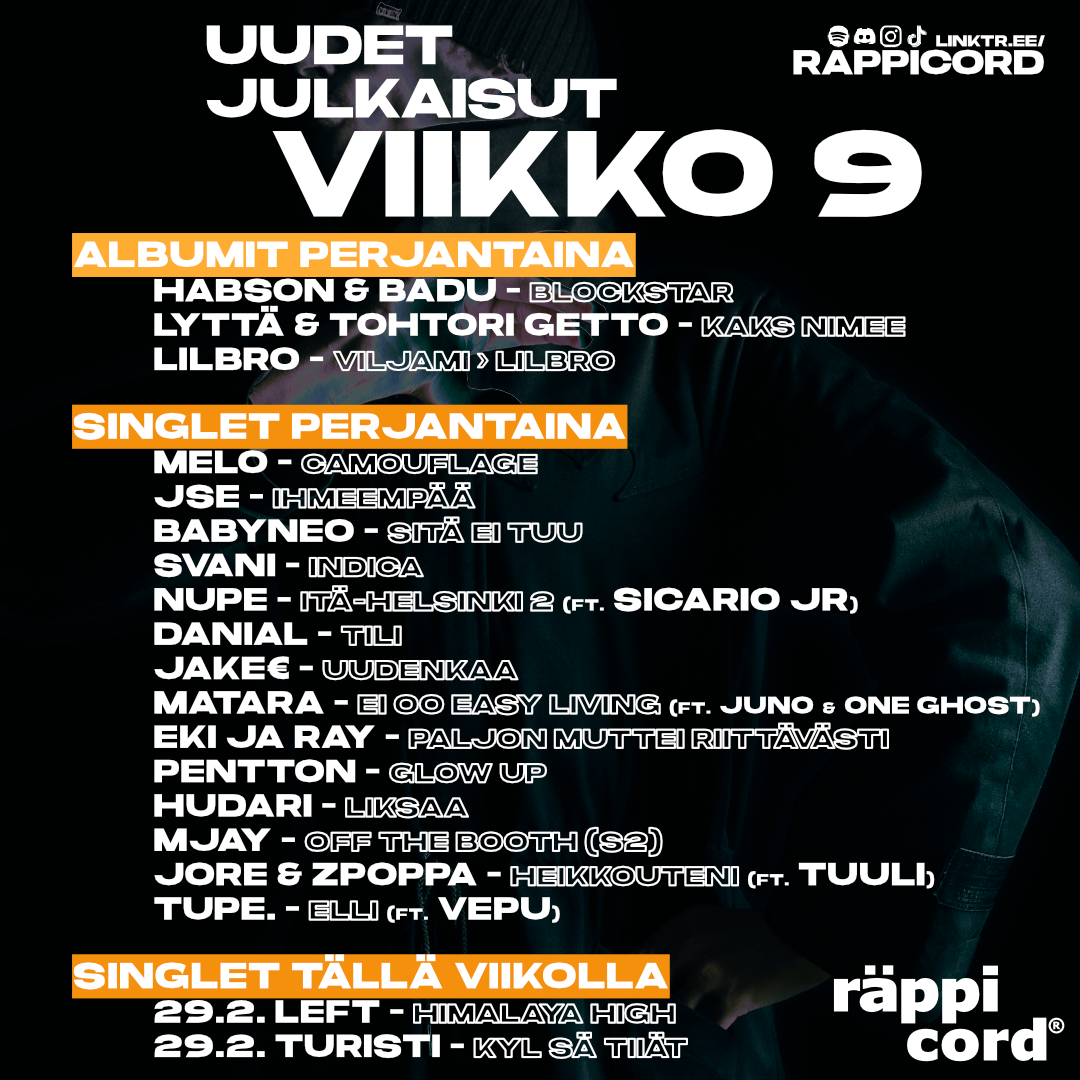 UUDET
JULKAISUT
VIIKKO 9
LINKTR.EE/
RÄPPICORD
ALBUMIT PERJANTAINA
HABSON & BADU - BLOCKSTAR
LYTTÄ & TOHTORI GETTO - KAKS NIMEE
LILBRO - VILJAMI > LILBRO
SINGLET PERJANTAINA
MELO - CAMOUFLAGE
JSE - IHMEEMPÄÄ
BABYNEO - SITÄ EI TUU
SVANI - INDICA
NUPE - ITÄ-HELSINKI 2 (FT. SICARIO JR)
DANIAL - TILI
JAKE€ - UUDENKAA
MATARA - EI OO EASY LIVING (FT. JUNO & ONE GHOST)
EKI JA RAY - PALJON MUTTEI RIITTÄVÄSTI
PENTTON - GLOW UP
HUDARI - LIKSAA
MJAY - OFF THE BOOTH (S2)
JORE & ZPOPPA - HEIKKOUTENI (FT. TUULI)
TUPE. - ELLI (FT. VEPU)
SINGLET TÄLLÄ VIIKOLLA
29.2. LEFT - HIMALAYA HIGH
29.2. TURISTI - KYL SÄ TIIÄT
räppi
cord®